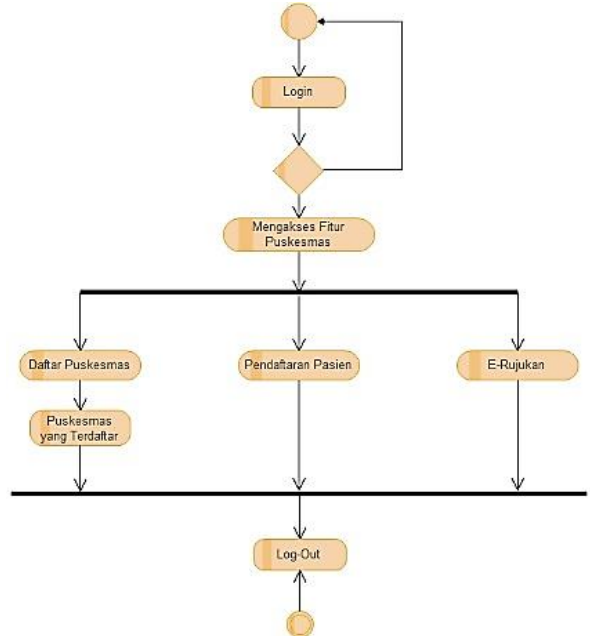 Login
Mengakses Fitur
Puskesmas
Daftar Puskesmas
Pendaftaran Pasien
E-Rujukan
Puskesmas
yang Terdaftar
Log-Out